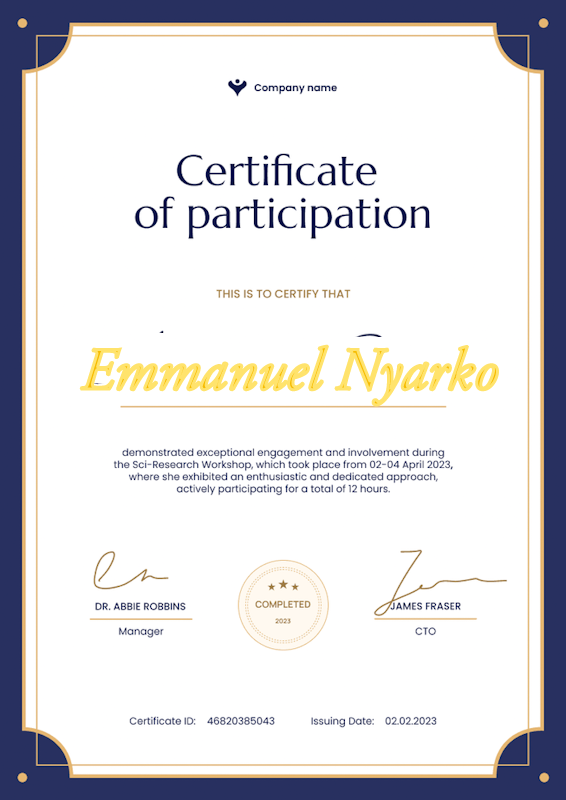 Company name
Certificate
of participation
THIS IS TO CERTIFY THAT
Emmanuel Nyarko
demonstrated exceptional engagement and involvement during
the Sci-Research Workshop, which took place from 02-04 April 2023,
where she exhibited an enthusiastic and dedicated approach,
actively participating for a total of 12 hours.
DR. ABBIE ROBBINS
Manager
COMPLETED
2023
JAMES FRASER
CTO
Certificate ID: 46820385043 Issuing Date: 02.02.2023